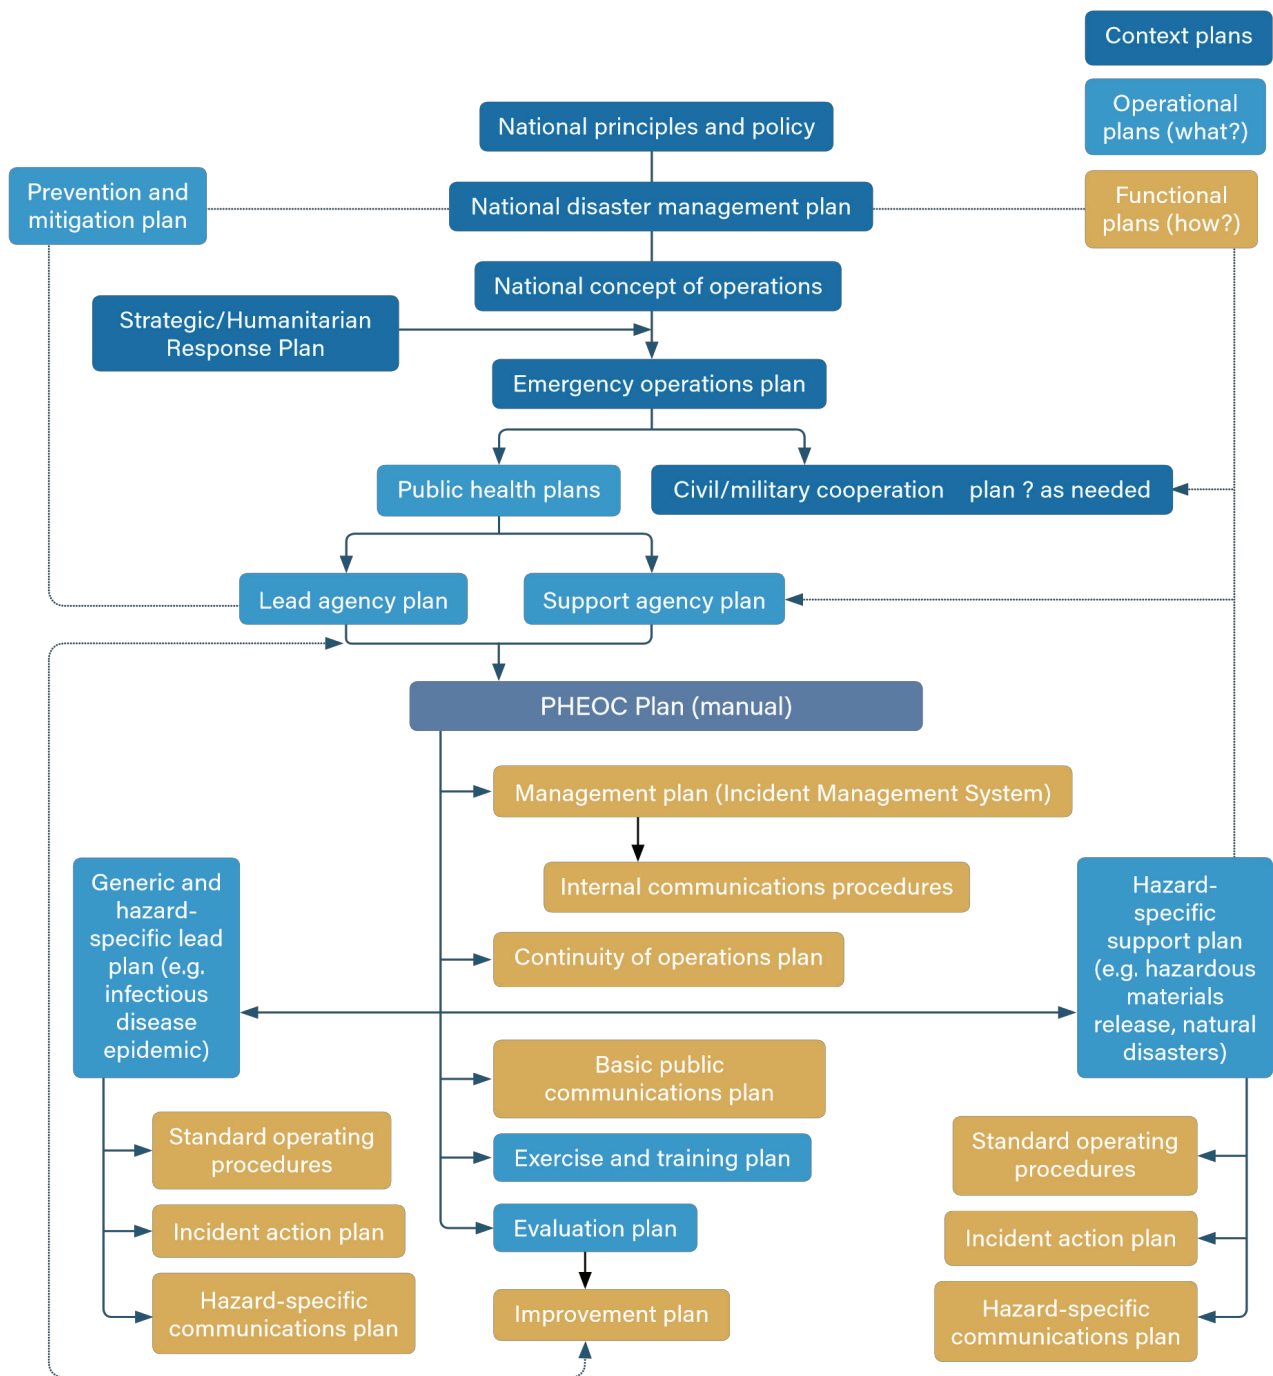 Context plans
Operational
plans (what?)
National principles and policy
Prevention and
mitigation plan
National disaster management plan
Functional
plans (how?)
National concept of operations
Strategic/Humanitarian
Response Plan
Emergency operations plan
Public health plans
Civil/military cooperation plan ? as needed
Lead agency plan
Support agency plan
PHEOC Plan (manual)
Management plan (Incident Management System)
Internal communications procedures
Generic and
hazard-
specific lead
plan (e.g.
infectious
disease
epidemic)
Continuity of operations plan
Hazard-
specific
support plan
(e.g. hazardous
materials
release, natural
disasters)
Basic public
communications plan
Exercise and training plan
Evaluation plan
Improvement plan
Standard operating
procedures
Incident action plan
Hazard-specific
communications plan
Standard operating
procedures
Incident action plan
Hazard-specific
communications plan